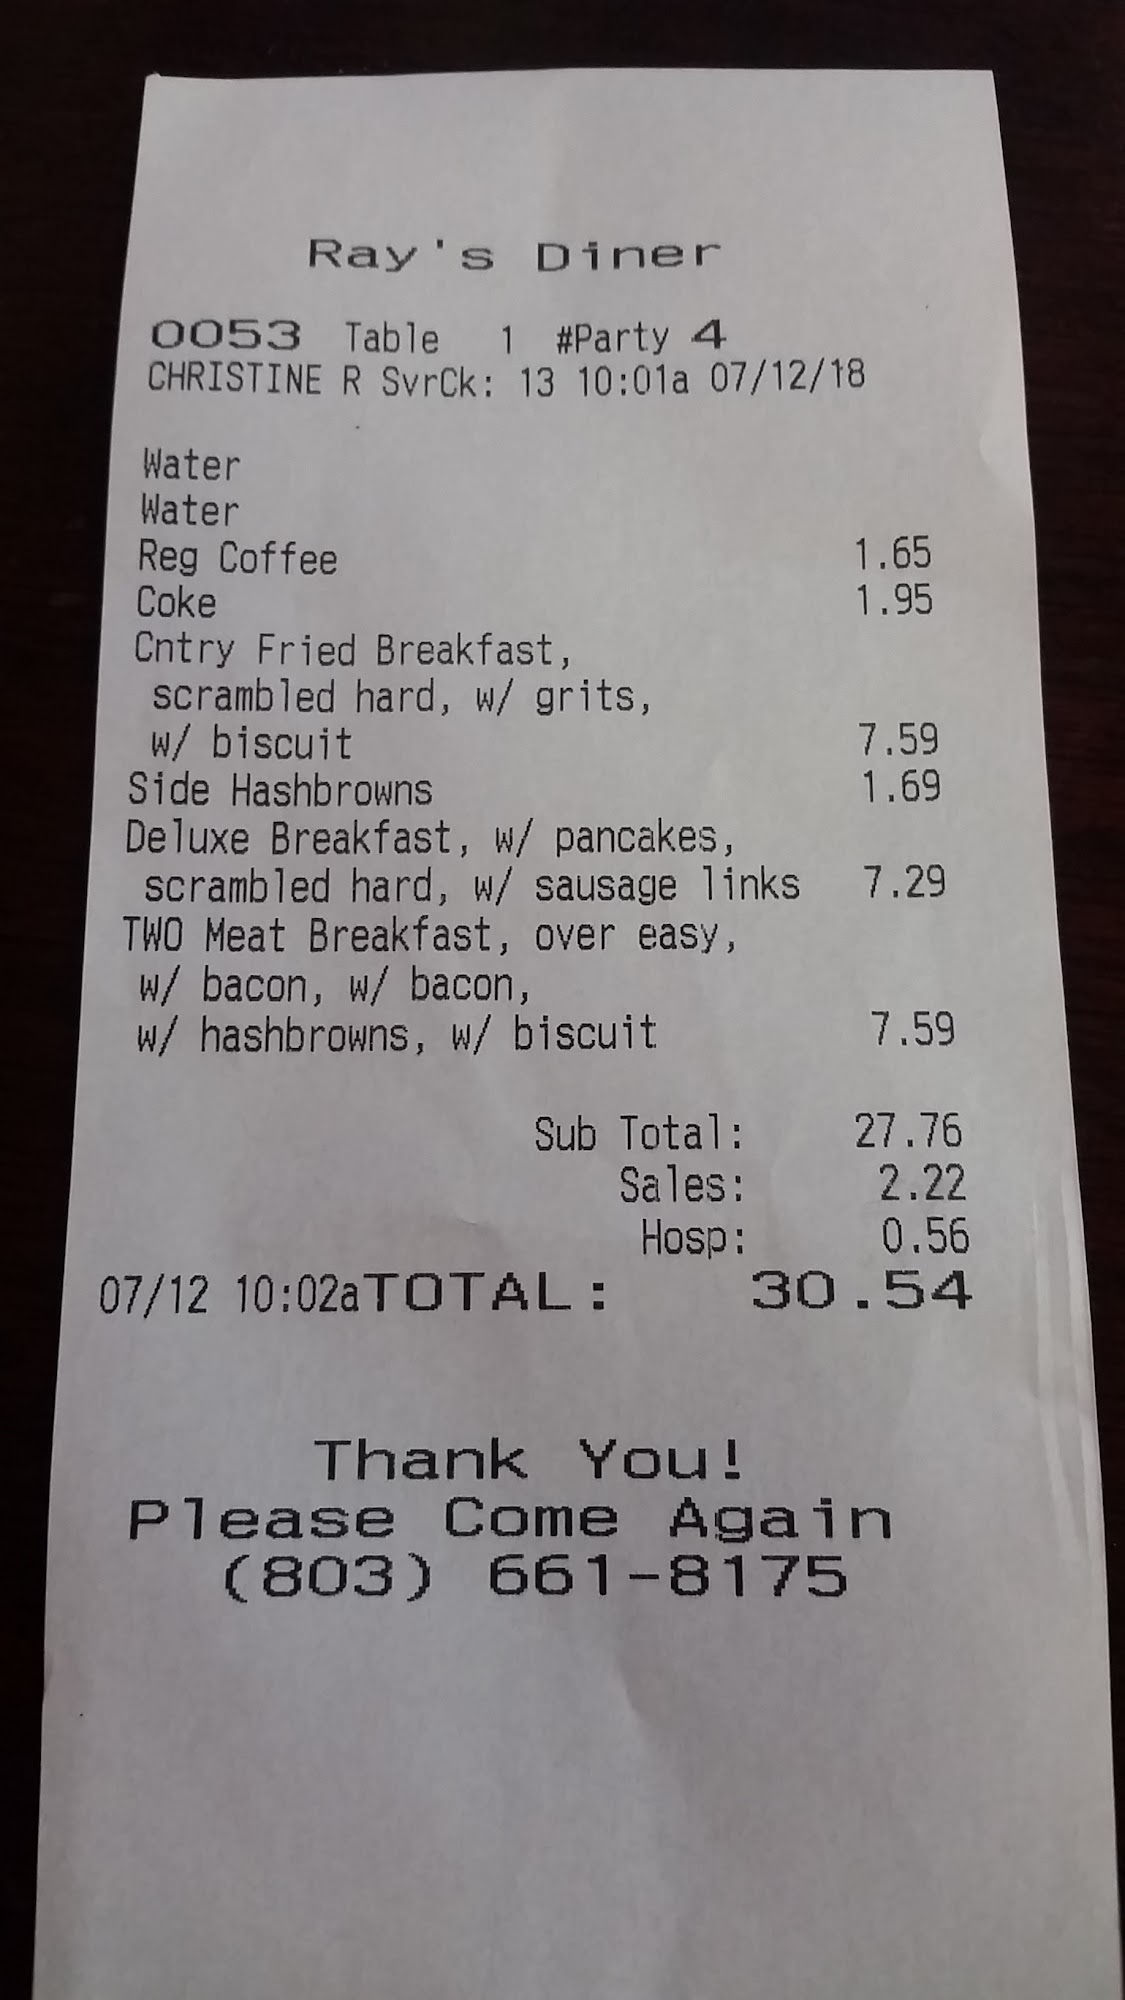 Ray's Diner
0053 Table 1 #Party 4
CHRISTINE R SvrCk: 13 10:01a 07/12/18
Water
Water
Reg Coffee 1.65
Coke 1.95
Cntry Fried Breakfast,
scrambled hard, w/ grits,
w/ biscuit 7.59
Side Hashbrowns 1.69
Deluxe Breakfast, w/ pancakes,
scrambled hard, w/ sausage links 7.29
TWO Meat Breakfast, over easy,
w/ bacon, w/ bacon,
w/ hashbrowns, w/ biscuit 7.59
Sub Total: 27.76
Sales: 2.22
Hosp: 0.56
07/12 10:02aTOTAL: 30.54
Thank You!
Please Come Again
(803) 661-8175